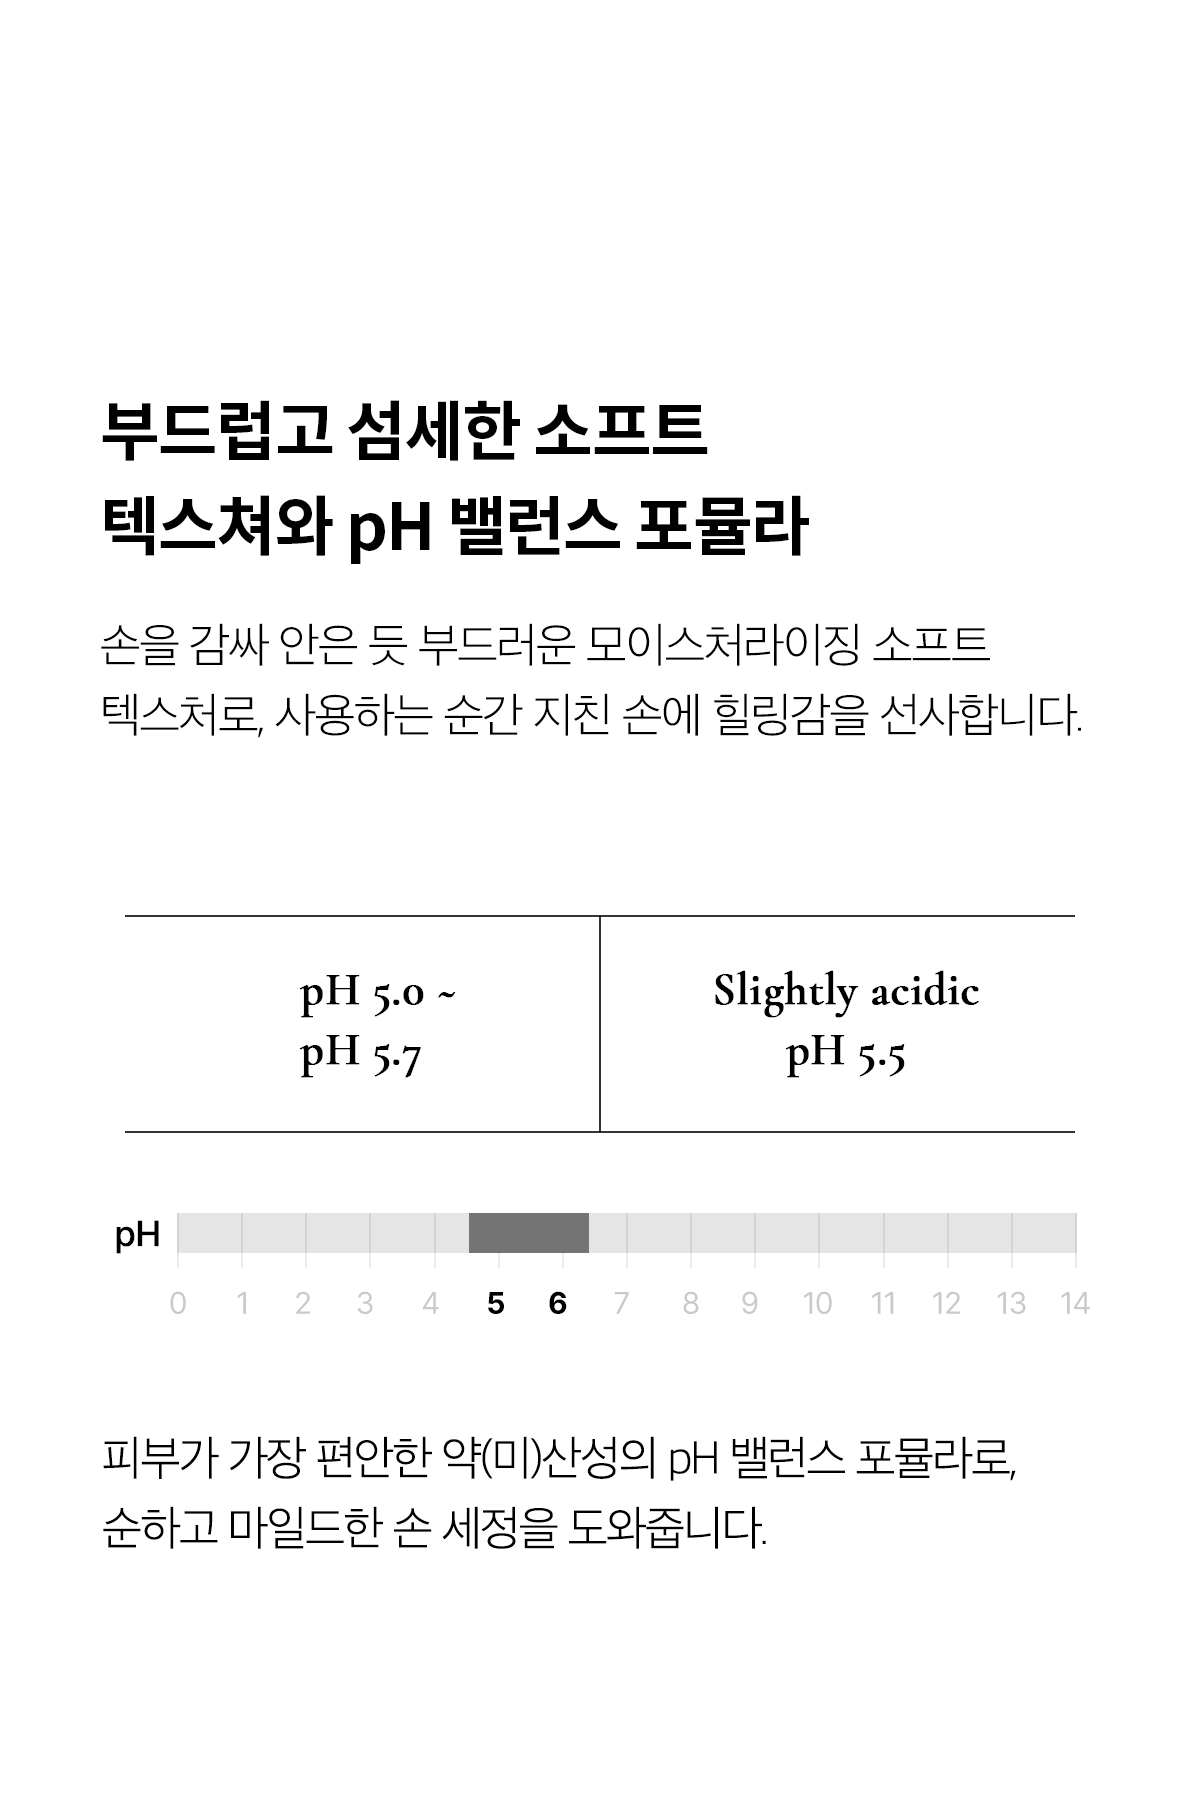 부드럽고 섬세한 소프트
텍스쳐와 pH 밸런스 포뮬라
손을 감싸 안은 듯 부드러운 모이스처라이징 소프트
텍스처로, 사용하는 순간 지친 손에 힐링감을 선사합니다.
pH 5.0 ~
pH 5.7
Slightly acidic
pH 5.5
pH
0 1 2 3 4 5 6 7 8 9 10 11 12 13 14
피부가 가장 편안한 약(미)산성의 pH 밸런스 포뮬라로,
순하고 마일드한 손 세정을 도와줍니다.